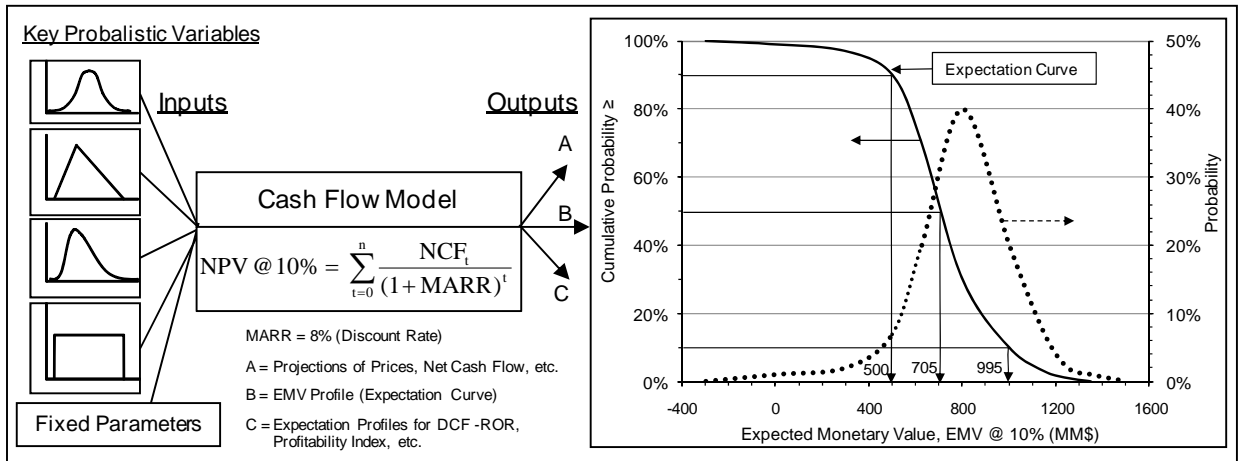 Key Probalistic Variables
Inputs
Outputs
A
B
C
Cash Flow Model
NPV @ 10% = n ∑ t=0 NCFt / (1 + MARR)^t
MARR = 8% (Discount Rate)
A = Projections of Prices, Net Cash Flow, etc.
B = EMV Profile (Expectation Curve)
C = Expectation Profiles for DCF -ROR,
Profitability Index, etc.
Fixed Parameters
Cumulative Probability ≥
100%
80%
60%
40%
20%
0%
Expectation Curve
500
705
995
50%
40%
30%
20%
10%
0%
Probability
-400
0
400
800
1200
1600
Expected Monetary Value, EMV @ 10% (MM$)